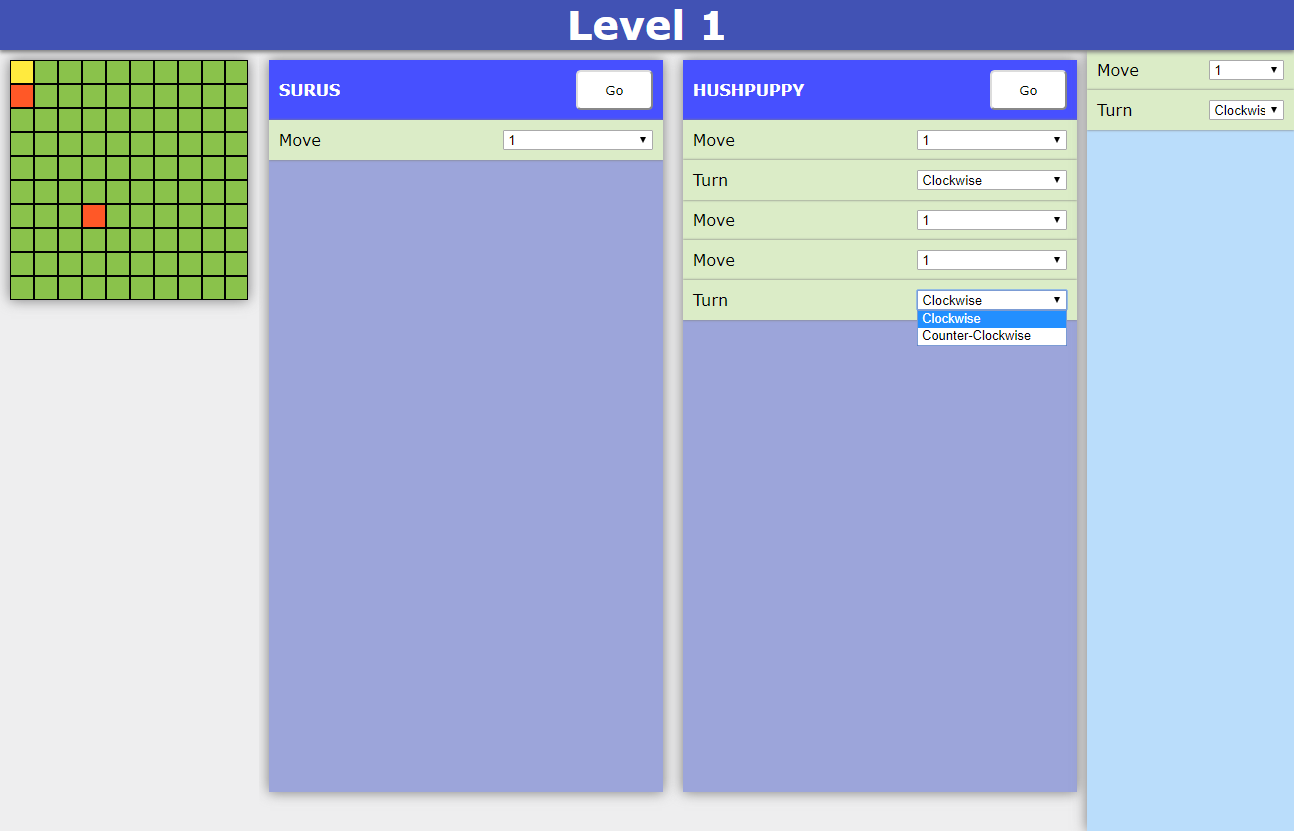 Level 1
SURUS Go
Move 1
HUSHPUPPY Go
Move 1
Turn Clockwise
Move 1
Move 1
Turn Clockwise
Clockwise
Counter-Clockwise
Move 1
Turn Clockwis